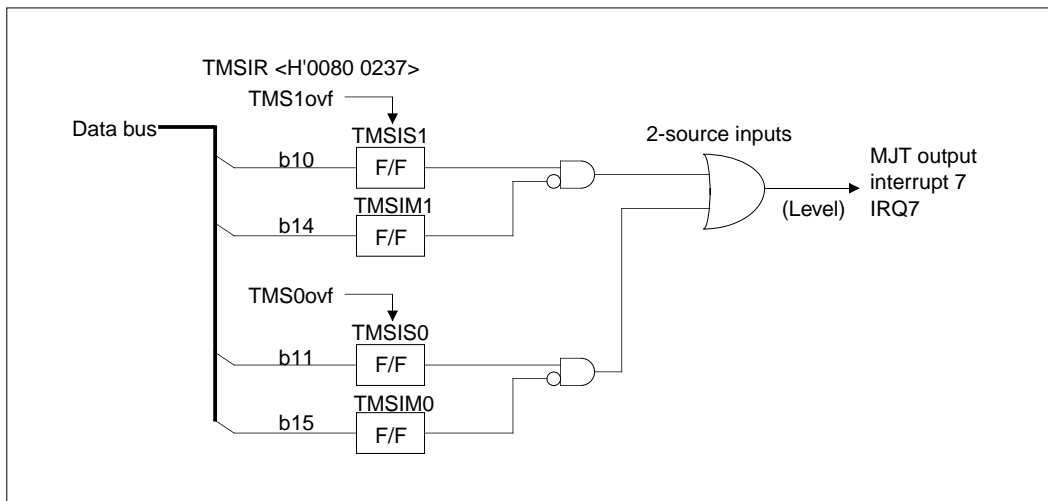 TMSIR <H'0080 0237>
TMS1ovf
Data bus
TMSIS1
b10
F/F
TMSIM1
b14
F/F
2-source inputs
MJT output
interrupt 7
IRQ7
(Level)
TMS0ovf
TMSIS0
b11
F/F
TMSIM0
b15
F/F